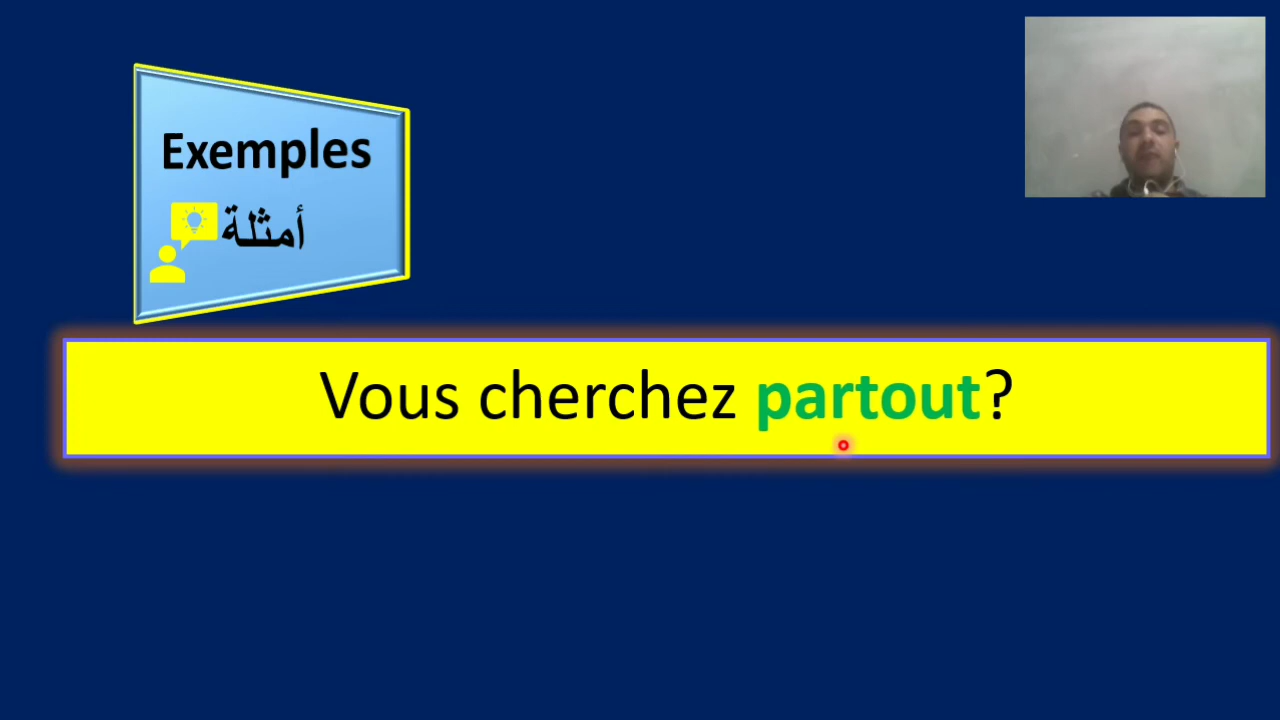 Exemples
أمثلة
Vous cherchez partout?